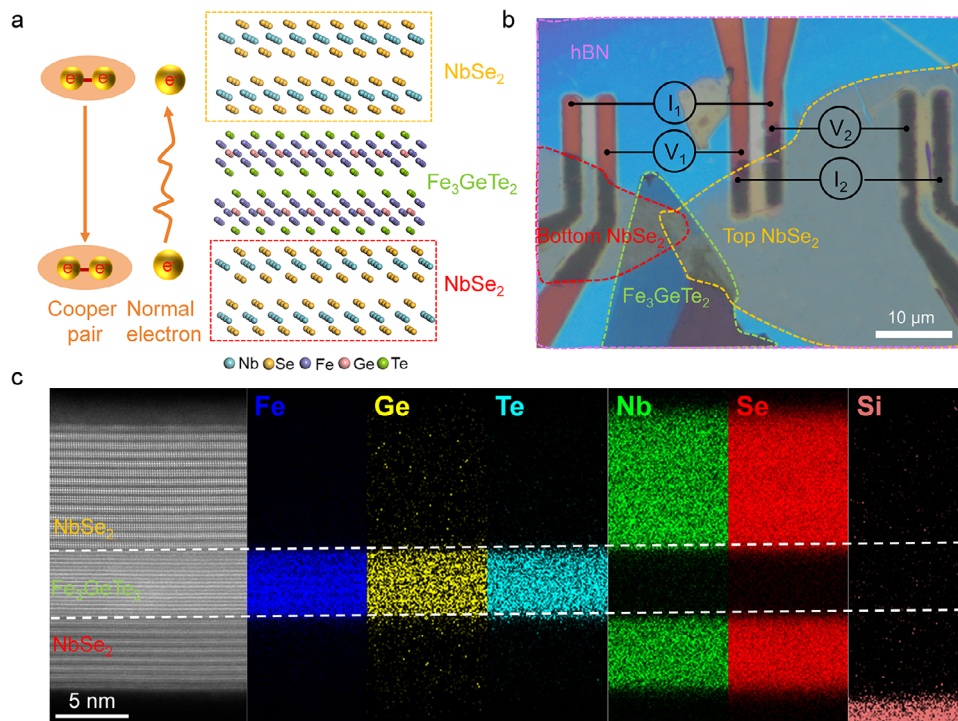 a
e e
e
NbSe2
Fe3GeTe2
e e
e
NbSe2
Cooper
pair
Normal
electron
Nb Se Fe Ge Te
b
hBN
I1
V1
V2
I2
Bottom NbSe2
Top NbSe2
Fe3GeTe2
10 μm
c
Fe
Ge
Te
Nb
Se
Si
NbSe2
Fe3GeTe2
NbSe2
5 nm